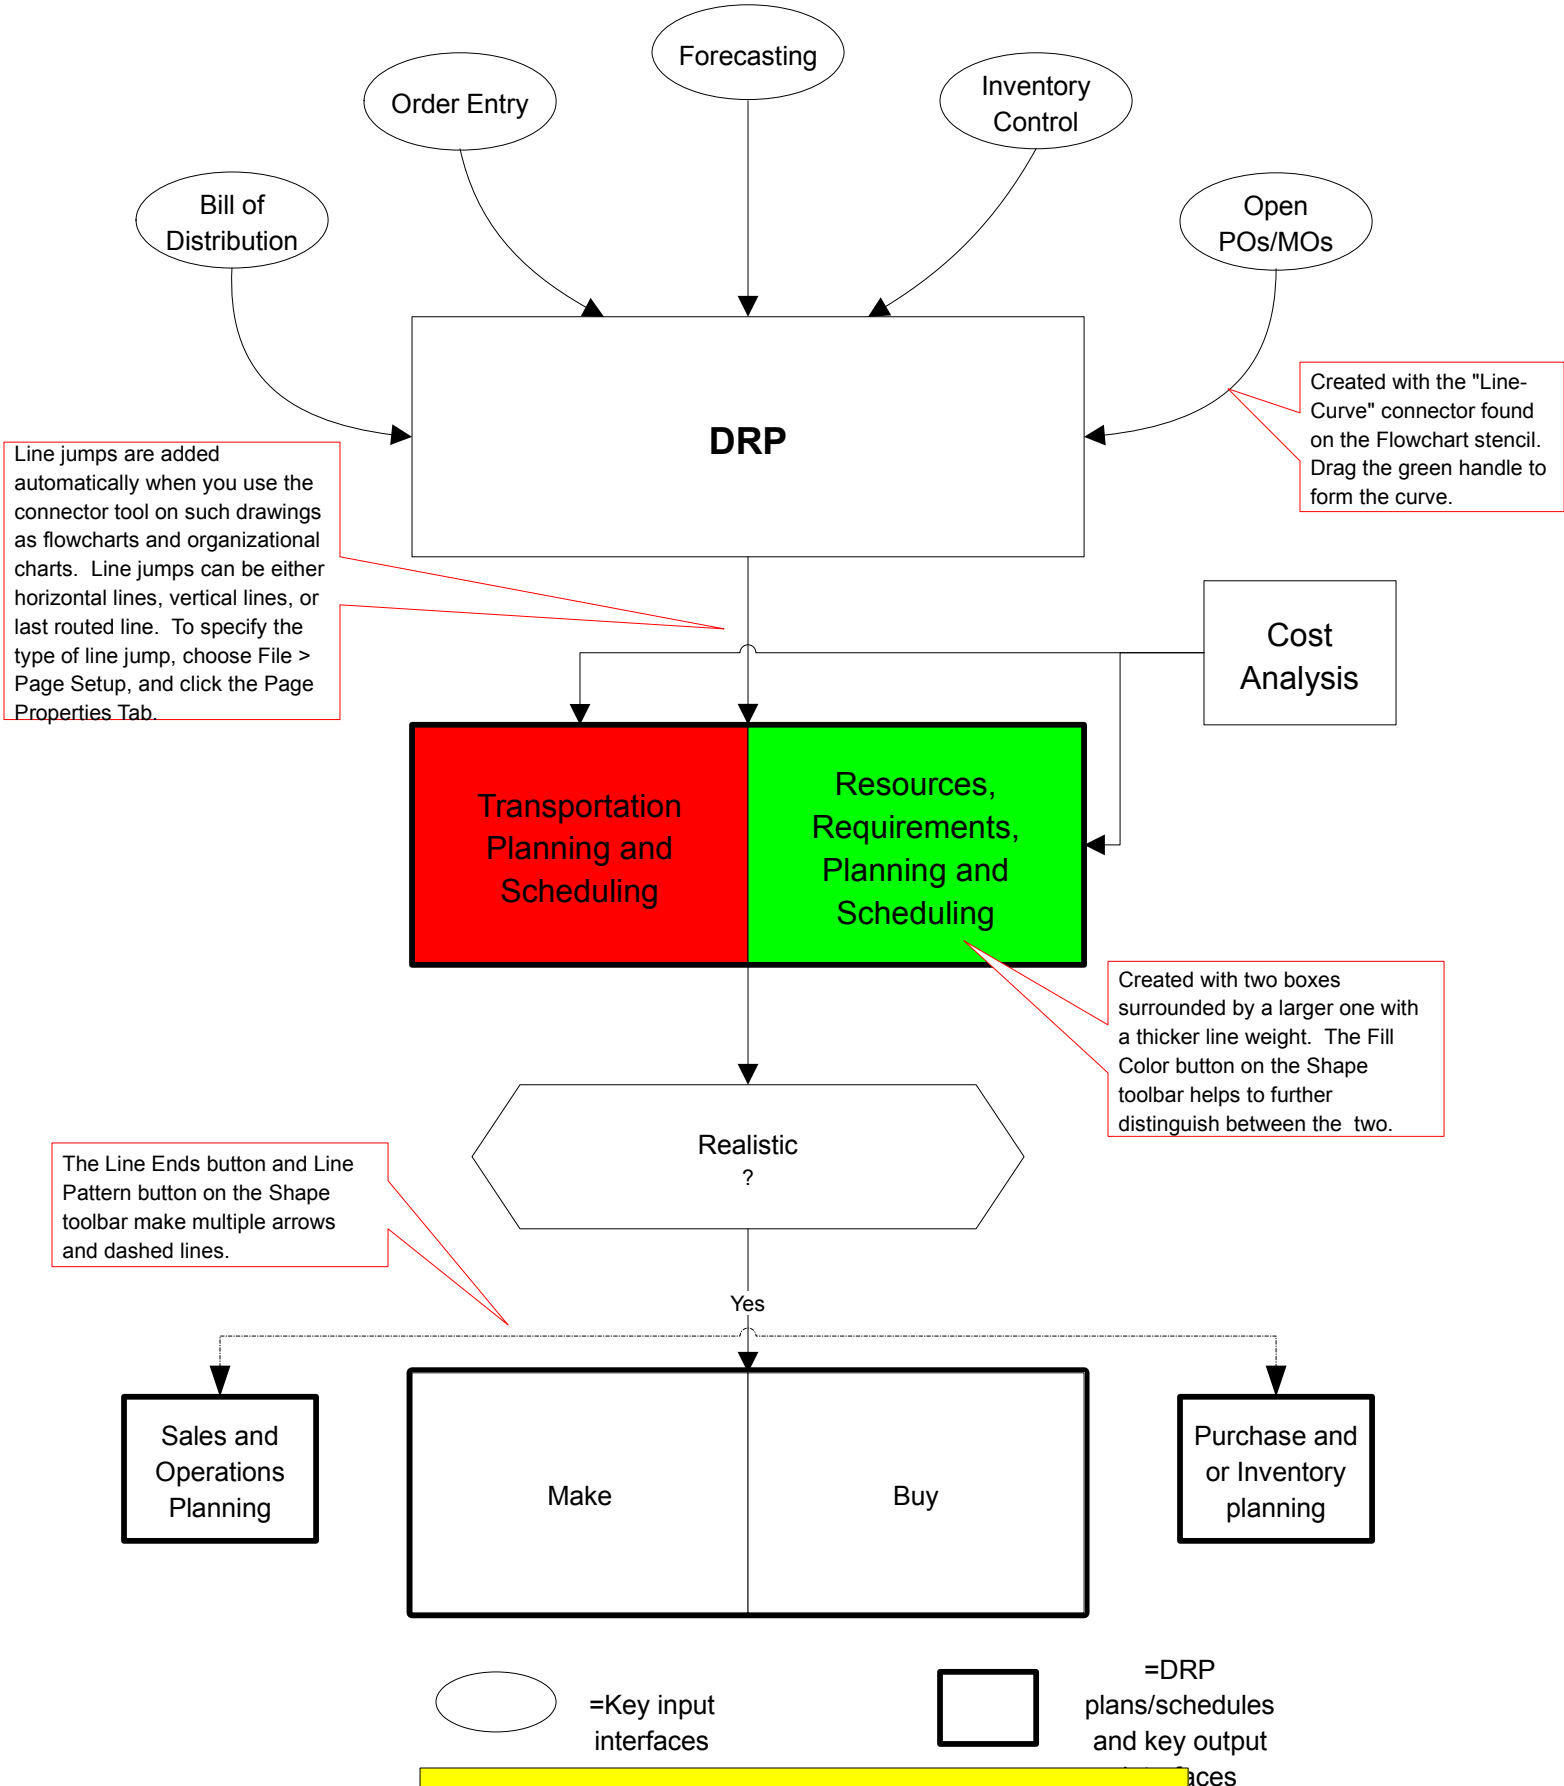 Forecasting
Order Entry
Inventory
Control
Bill of
Distribution
Open
POs/MOs
DRP
Created with the "Line-
Curve" connector found
on the Flowchart stencil.
Drag the green handle to
form the curve.
Line jumps are added
automatically when you use the
connector tool on such drawings
as flowcharts and organizational
charts.  Line jumps can be either
horizontal lines, vertical lines, or
last routed line.  To specify the
type of line jump, choose File >
Page Setup, and click the Page
Properties Tab.
Cost
Analysis
Transportation
Planning and
Scheduling
Resources,
Requirements,
Planning and
Scheduling
Created with two boxes
surrounded by a larger one with
a thicker line weight.  The Fill
Color button on the Shape
toolbar helps to further
distinguish between the  two.
Realistic
?
The Line Ends button and Line
Pattern button on the Shape
toolbar make multiple arrows
and dashed lines.
Yes
Sales and
Operations
Planning
Make
Buy
Purchase and
or Inventory
planning
=Key input
interfaces
=DRP
plans/schedules
and key output